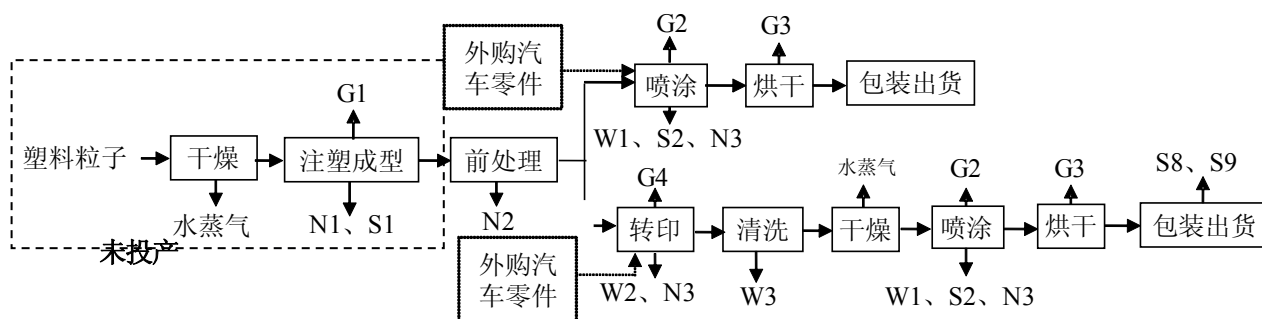 外购汽
车零件
G2
G3
喷涂
烘干
包装出货
W1、S2、N3
G1
塑料粒子
干燥
注塑成型
前处理
水蒸气
N1、S1
N2
未投产
G4
水蒸气
G2
G3
S8、S9
转印
清洗
干燥
喷涂
烘干
包装出货
外购汽
车零件
W2、N3
W3
W1、S2、N3